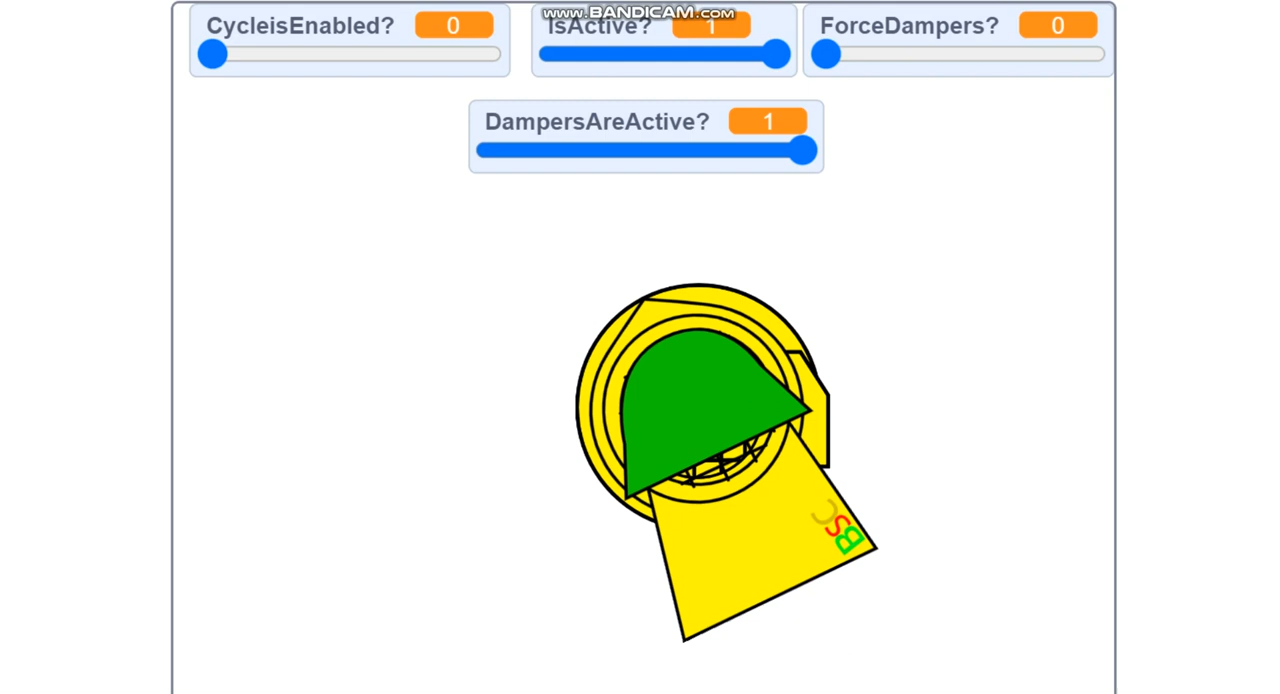 www.BANDICAM.com
CycleisEnabled? 0
IsActive? 1
ForceDampers? 0
DampersAreActive? 1
BSC